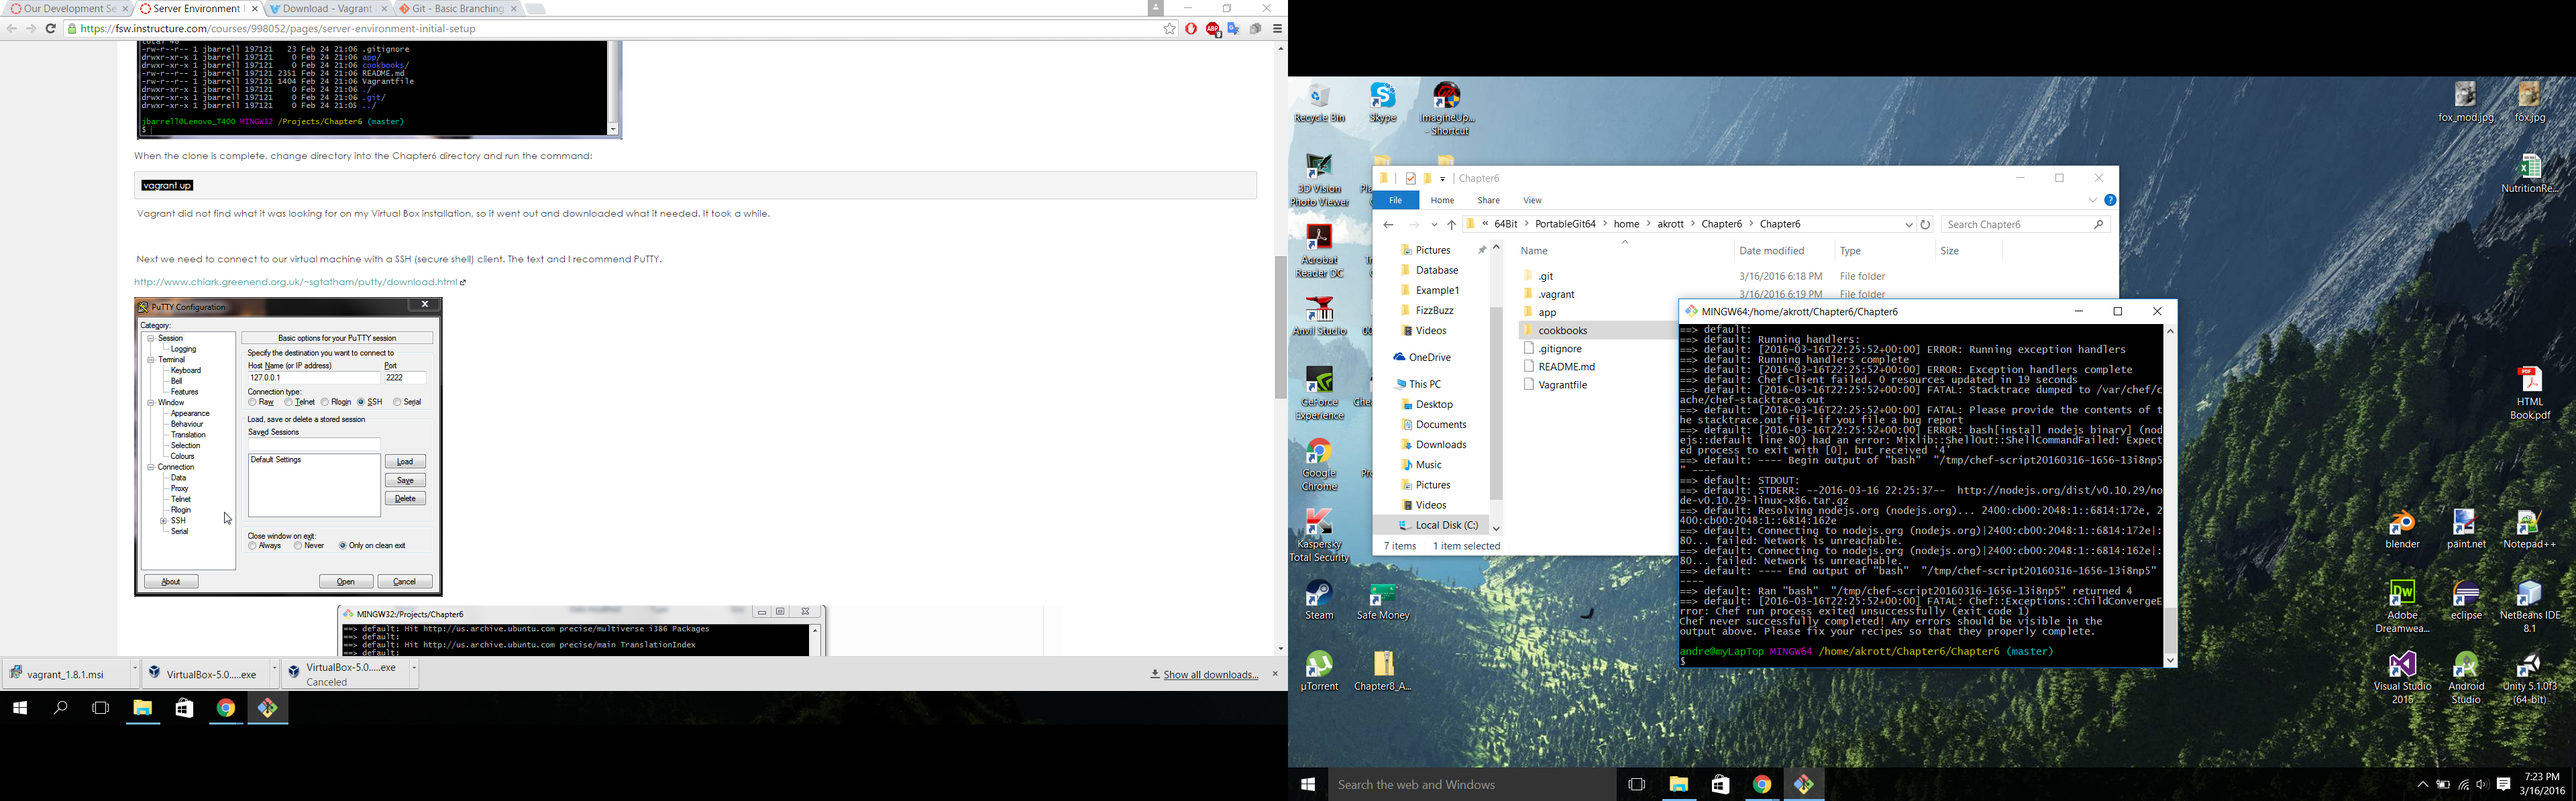 Our Development Se
Server Environment I
Download - Vagrant b
Git - Basic Branching
https://fsw.instructure.com/courses/998052/pages/server-environment-initial-setup
-rw-r--r-- 1 jbarrell 197121 23 Feb 24 21:06 .gitignore
drwxr-xr-x 1 jbarrell 197121 0 Feb 24 21:06 app/
drwxr-xr-x 1 jbarrell 197121 0 Feb 24 21:06 cookbooks/
-rw-r--r-- 1 jbarrell 197121 2351 Feb 24 21:06 README.md
-rw-r--r-- 1 jbarrell 197121 1404 Feb 24 21:06 Vagrantfile
drwxr-xr-x 1 jbarrell 197121 0 Feb 24 21:06 ./
drwxr-xr-x 1 jbarrell 197121 0 Feb 24 21:06 .git/
drwxr-xr-x 1 jbarrell 197121 0 Feb 24 21:05 ../
jbarrell@Lenovo_T400 MINGW32 /Projects/Chapter6 (master)
$
When the clone is complete, change directory into the Chapter6 directory and run the command:
vagrant up
Vagrant did not find what it was looking for on my Virtual Box installation, so it went out and downloaded what it needed. It took a while.
Next we need to connect to our virtual machine with a SSH (secure shell) client. The text and I recommend PuTTY.
http://www.chiark.greenend.org.uk/~sgtatham/putty/download.html
PuTTY Configuration
Category:
Session
Logging
Terminal
Keyboard
Bell
Features
Window
Appearance
Behaviour
Translation
Selection
Colours
Connection
Data
Proxy
Telnet
Rlogin
SSH
Serial
Basic options for your PuTTY session
Specify the destination you want to connect to
Host Name (or IP address) Port
127.0.0.1 2222
Connection type:
Raw Telnet Rlogin SSH Serial
Load, save or delete a stored session
Saved Sessions
Default Settings
Load
Save
Delete
Close window on exit:
Always Never Only on clean exit
About Open Cancel
MINGW32:/Projects/Chapter6
==> default: Hit http://us.archive.ubuntu.com precise/multiverse i386 Packages
==> default:
==> default: Hit http://us.archive.ubuntu.com precise/main TranslationIndex
==> default:
vagrant_1.8.1.msi
VirtualBox-5.0.....exe
VirtualBox-5.0.....exe
Canceled
Show all downloads...
Recycle Bin
Skype
ImagineUp...
- Shortcut
3D Vision
Photo Viewer
Acrobat
Reader DC
Anvil Studio
GeForce
Experience
Google
Chrome
Kaspersky
Total Security
Steam
Safe Money
µTorrent
Chapter8_A...
Chapter6
File Home Share View
« 64Bit > PortableGit64 > home > akrott > Chapter6 > Chapter6
Search Chapter6
Pictures
Database
Example1
FizzBuzz
Videos
OneDrive
This PC
Desktop
Documents
Downloads
Music
Pictures
Videos
Local Disk (C:)
Name Date modified Type Size
.git 3/16/2016 6:18 PM File folder
.vagrant 3/16/2016 6:19 PM File folder
app
cookbooks
.gitignore
README.md
Vagrantfile
7 items 1 item selected
MINGW64:/home/akrott/Chapter6/Chapter6
==> default:
==> default: Running handlers:
==> default: [2016-03-16T22:25:52+00:00] ERROR: Running exception handlers
==> default: Running handlers complete
==> default: [2016-03-16T22:25:52+00:00] ERROR: Exception handlers complete
==> default: Chef Client failed. 0 resources updated in 19 seconds
==> default: [2016-03-16T22:25:52+00:00] FATAL: Stacktrace dumped to /var/chef/c
ache/chef-stacktrace.out
==> default: [2016-03-16T22:25:52+00:00] FATAL: Please provide the contents of t
he stacktrace.out file if you file a bug report
==> default: [2016-03-16T22:25:52+00:00] ERROR: bash[install nodejs binary] (nod
ejs::default line 80) had an error: Mixlib::ShellOut::ShellCommandFailed: Expect
ed process to exit with [0], but received '4'
==> default: ---- Begin output of "bash" "/tmp/chef-script20160316-1656-13i8np5
" ----
==> default: STDOUT:
==> default: STDERR: --2016-03-16 22:25:37-- http://nodejs.org/dist/v0.10.29/no
de-v0.10.29-linux-x86.tar.gz
==> default: Resolving nodejs.org (nodejs.org)... 2400:cb00:2048:1::6814:172e, 2
400:cb00:2048:1::6814:162e
==> default: Connecting to nodejs.org (nodejs.org)|2400:cb00:2048:1::6814:172e|:
80... failed: Network is unreachable.
==> default: Connecting to nodejs.org (nodejs.org)|2400:cb00:2048:1::6814:162e|:
80... failed: Network is unreachable.
==> default: ---- End output of "bash" "/tmp/chef-script20160316-1656-13i8np5"
----
==> default: Ran "bash" "/tmp/chef-script20160316-1656-13i8np5" returned 4
==> default: [2016-03-16T22:25:52+00:00] FATAL: Chef::Exceptions::ChildConvergeE
rror: Chef run process exited unsuccessfully (exit code 1)
Chef never successfully completed! Any errors should be visible in the
output above. Please fix your recipes so that they properly complete.
andre@myLapTop MINGW64 /home/akrott/Chapter6/Chapter6 (master)
$
fox_mod.jpg
fox.jpg
NutritionRe...
HTML
Book.pdf
blender
paint.net
Notepad++
Adobe
Dreamwea...
eclipse
NetBeans IDE
8.1
Visual Studio
2015
Android
Studio
Unity 5.1.0f3
(64-bit)
Search the web and Windows
7:23 PM
3/16/2016